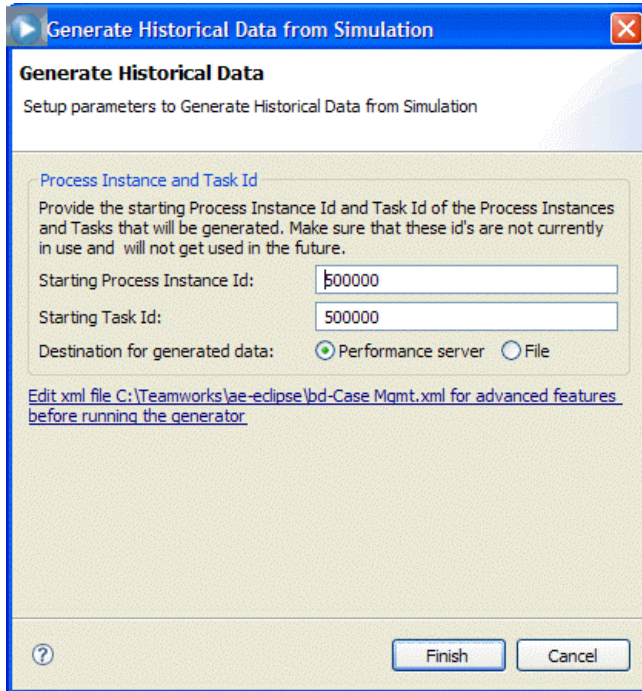 Generate Historical Data from Simulation
Generate Historical Data
Setup parameters to Generate Historical Data from Simulation
Process Instance and Task Id
Provide the starting Process Instance Id and Task Id of the Process Instances
and Tasks that will be generated. Make sure that these id's are not currently
in use and will not get used in the future.
Starting Process Instance Id: 500000
Starting Task Id: 500000
Destination for generated data: Performance server File
Edit xml file C:\Teamworks\ae-eclipse\bd-Case Mgmt.xml for advanced features
before running the generator
? Finish Cancel